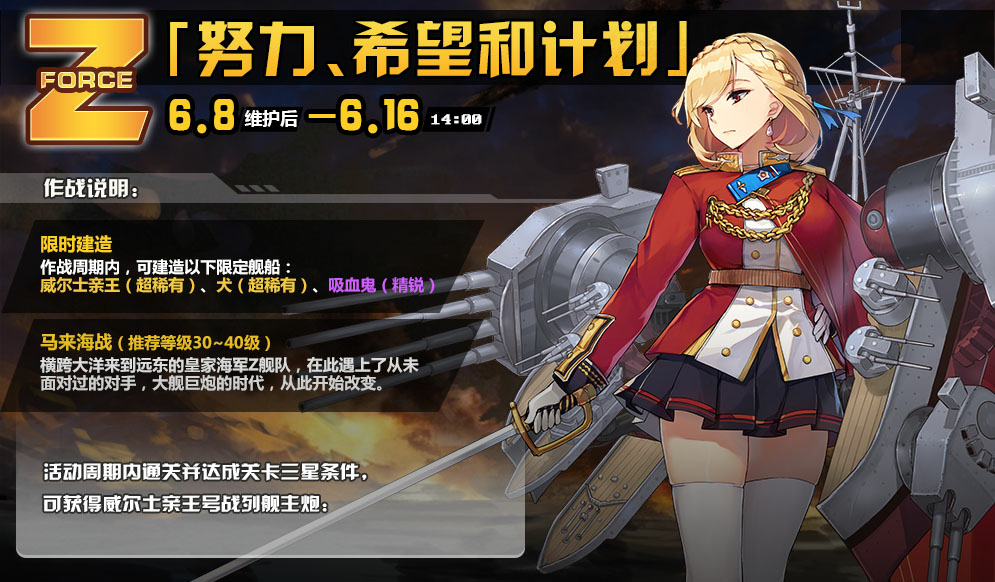 Z
FORCE
「努力、希望和计划」
6.8 维护后 —6.16 14:00
作战说明：
限时建造
作战周期内，可建造以下限定舰船：
威尔士亲王（超稀有）、犬（超稀有）、吸血鬼（精锐）
马来海战（推荐等级30~40级）
横跨大洋来到远东的皇家海军Z舰队，在此遇上了从未
面对过的对手，大舰巨炮的时代，从此开始改变。
活动周期内通关并达成关卡三星条件，
可获得威尔士亲王号战列舰主炮：